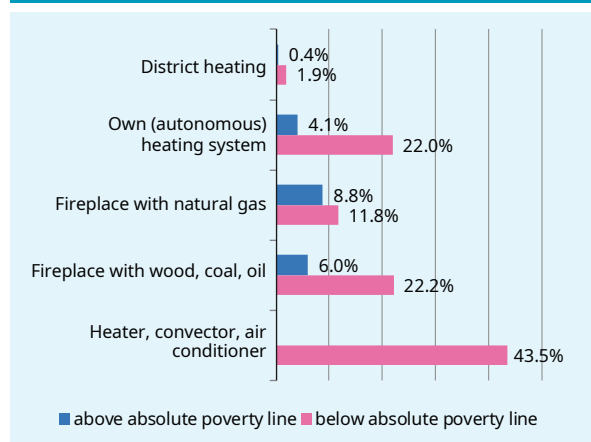 0.4%
District heating
1.9%
Own (autonomous)
4.1%
heating system
22.0%
8.8%
Fireplace with natural gas
11.8%
6.0%
Fireplace with wood, coal, oil
22.2%
Heater, convector, air
conditioner
43.5%
above absolute poverty line below absolute poverty line